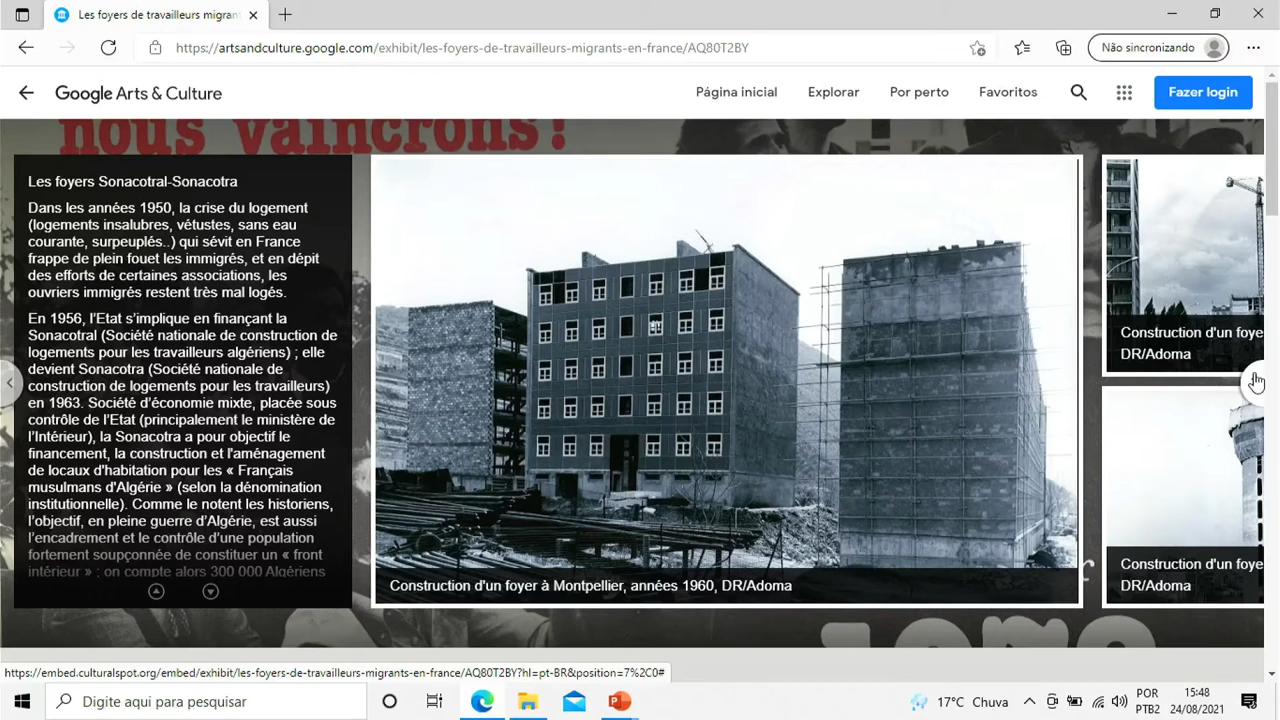 Les foyers de travailleurs migran
https://artsandculture.google.com/exhibit/les-foyers-de-travailleurs-migrants-en-france/AQ80T2BY
Não sincronizando
Google Arts & Culture
Página inicial
Explorar
Por perto
Favoritos
Fazer login
nous vaincrons!
Les foyers Sonacotral-Sonacotra
Dans les années 1950, la crise du logement
(logements insalubres, vétustes, sans eau
courante, surpeuplés..) qui sévit en France
frappe de plein fouet les immigrés, et en dépit
des efforts de certaines associations, les
ouvriers immigrés restent très mal logés.
En 1956, l’Etat s’implique en finançant la
Sonacotral (Société nationale de construction de
logements pour les travailleurs algériens) ; elle
devient Sonacotra (Société nationale de
construction de logements pour les travailleurs)
en 1963. Société d’économie mixte, placée sous
contrôle de l’Etat (principalement le ministère de
l’Intérieur), la Sonacotra a pour objectif le
financement, la construction et l'aménagement
de locaux d'habitation pour les « Français
musulmans d'Algérie » (selon la dénomination
institutionnelle). Comme le notent les historiens,
l’objectif, en pleine guerre d’Algérie, est aussi
l’encadrement et le contrôle d’une population
fortement soupçonnée de constituer un « front
intérieur » : on compte alors 300 000 Algériens
Construction d'un foyer à Montpellier, années 1960, DR/Adoma
Construction d'un foye
DR/Adoma
Construction d'un foye
DR/Adoma
https://embed.culturalspot.org/embed/exhibit/les-foyers-de-travailleurs-migrants-en-france/AQ80T2BY?hl=pt-BR&position=7%2C0#
Digite aqui para pesquisar
17°C Chuva
POR
PTB2
15:48
24/08/2021